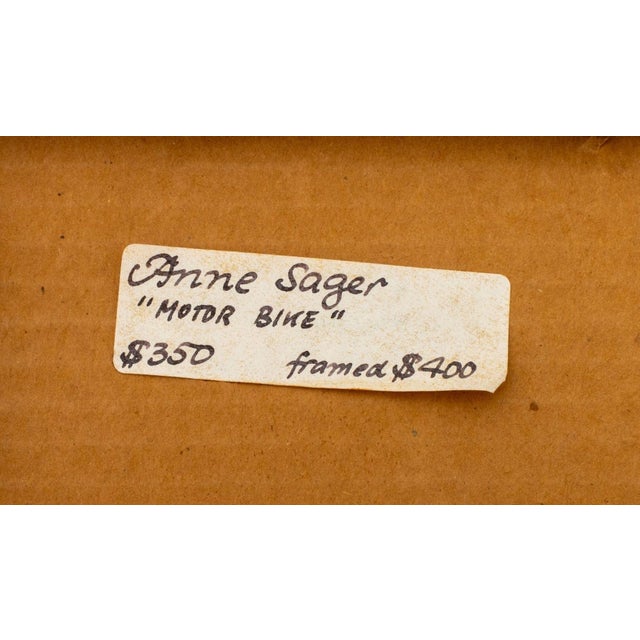 Anne Sager
"MOTOR BIKE"
$350 framed $400